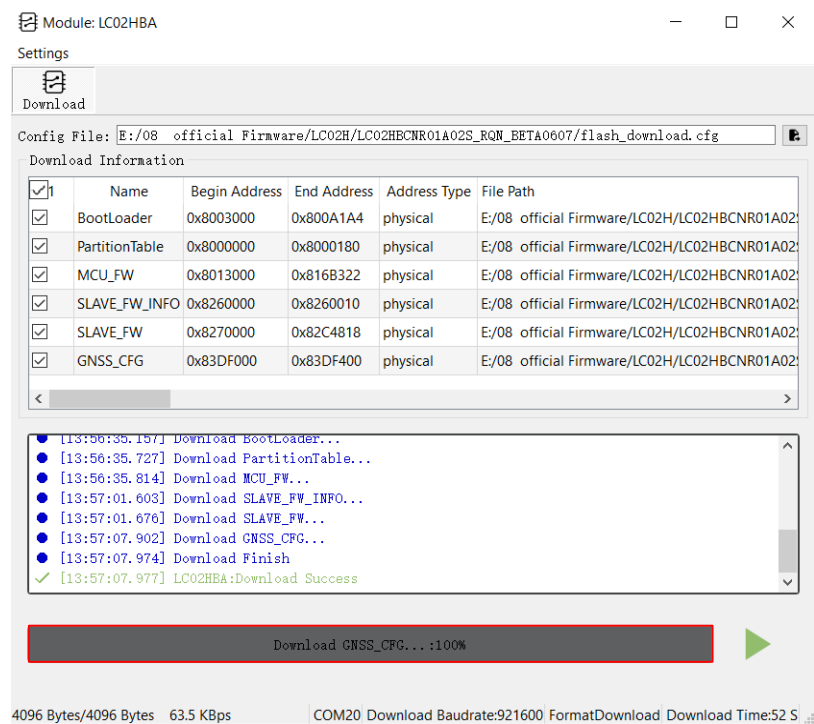 Module: LC02HBA
Settings
Download
Config File: E:/08  official Firmware/LC02H/LC02HBCNR01A02S_RQN_BETA0607/flash_download.cfg
Download Information
1 Name Begin Address End Address Address Type File Path
BootLoader 0x8003000 0x800A1A4 physical E:/08  official Firmware/LC02H/LC02HBCNR01A02S
PartitionTable 0x8000000 0x8000180 physical E:/08  official Firmware/LC02H/LC02HBCNR01A02S
MCU_FW 0x8013000 0x816B322 physical E:/08  official Firmware/LC02H/LC02HBCNR01A02S
SLAVE_FW_INFO 0x8260000 0x8260010 physical E:/08  official Firmware/LC02H/LC02HBCNR01A02S
SLAVE_FW 0x8270000 0x82C4818 physical E:/08  official Firmware/LC02H/LC02HBCNR01A02S
GNSS_CFG 0x83DF000 0x83DF400 physical E:/08  official Firmware/LC02H/LC02HBCNR01A02S
[13:56:35.157] Download BootLoader...
[13:56:35.727] Download PartitionTable...
[13:56:35.814] Download MCU_FW...
[13:57:01.603] Download SLAVE_FW_INFO...
[13:57:01.676] Download SLAVE_FW...
[13:57:07.902] Download GNSS_CFG...
[13:57:07.974] Download Finish
[13:57:07.977] LC02HBA:Download Success
Download GNSS_CFG...:100%
4096 Bytes/4096 Bytes 63.5 KBps COM20 Download Baudrate:921600 FormatDownload Download Time:52 S